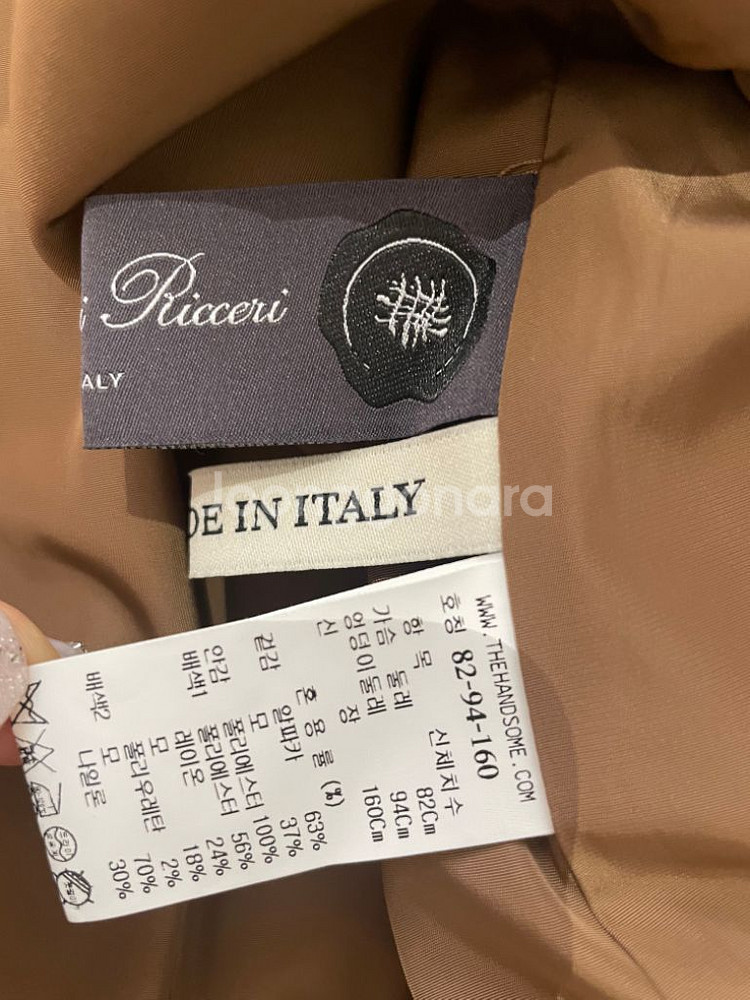 i Ricceri
ALY
DE IN ITALY
Joonggonara
WWW.THEHANDSOME.COM
호칭 82-94-160
항 목 신체치수
가슴 둘레 82Cm
엉덩이둘레 94Cm
신 장 160Cm
혼 용 률 (%)
겉감 알파카 63%
모 37%
안감 폴리에스터 100%
배색1 폴리에스터 56%
레이온 24%
모 18%
폴리우레탄 2%
배색2 모 70%
나일론 30%